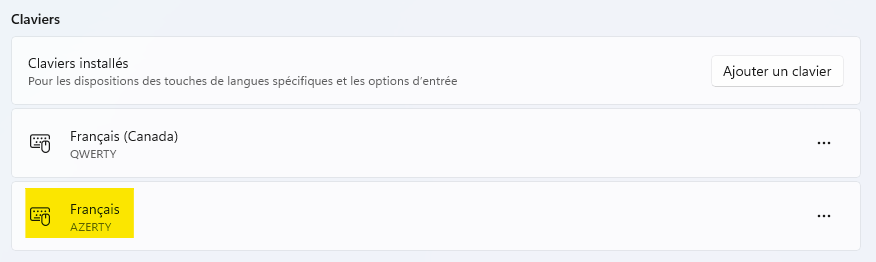 Claviers
Claviers installés
Pour les dispositions des touches de langues spécifiques et les options d'entrée
Ajouter un clavier
Français (Canada)
QWERTY
Français
AZERTY